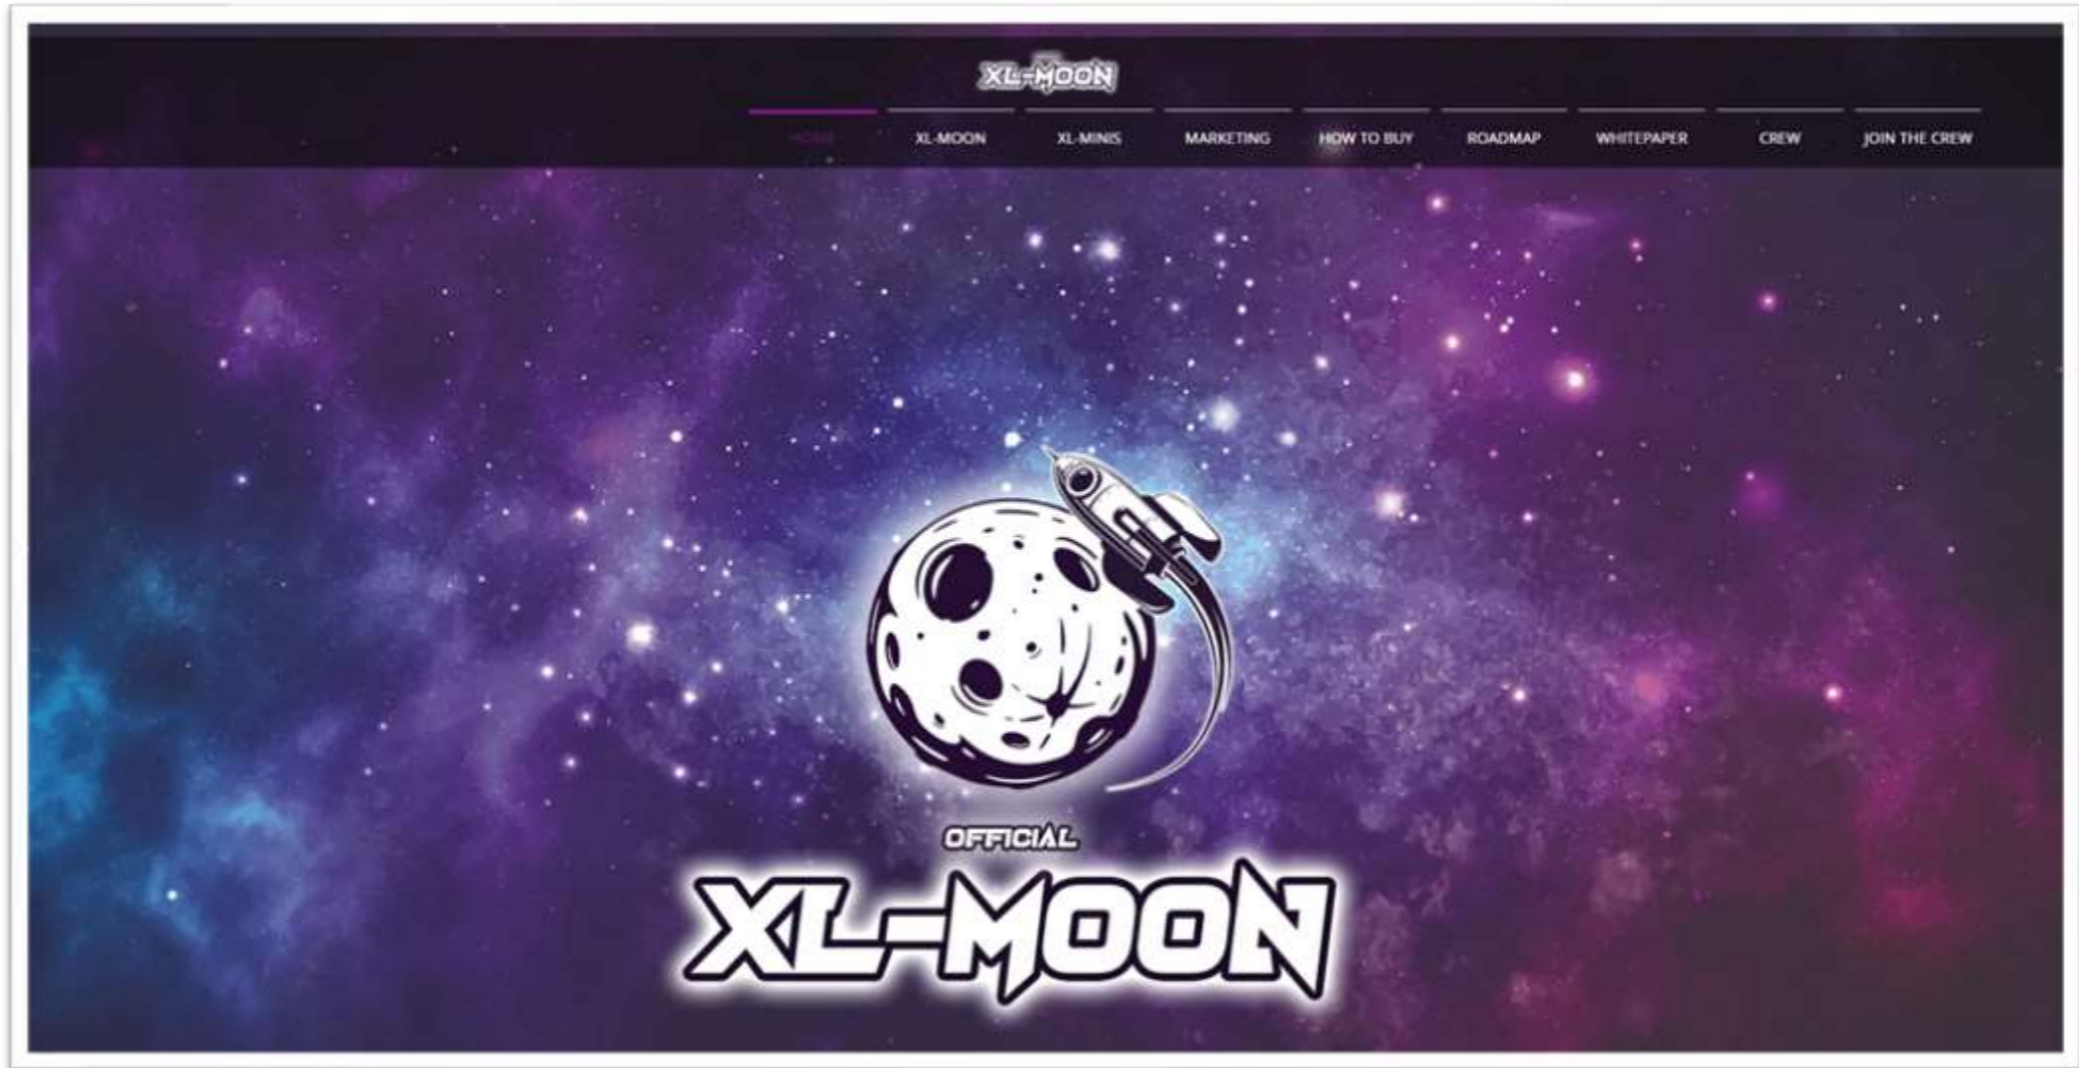 XL-MOON
HOME XL-MOON XL-MINIS MARKETING HOW TO BUY ROADMAP WHITEPAPER CREW JOIN THE CREW
OFFICIAL
XL-MOON